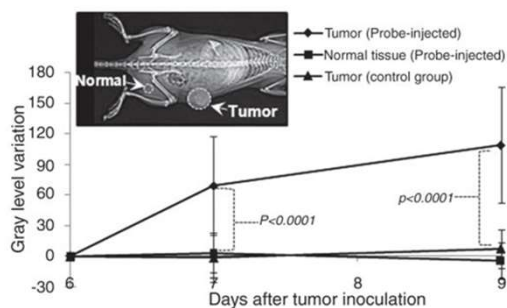 Tumor (Probe-injected)
Normal tissue (Probe-injected)
Tumor (control group)
Normal
Tumor
Gray level variation
180
150
120
90
60
30
0
-30
P<0.0001
p<0.0001
6
7
8
9
Days after tumor inoculation